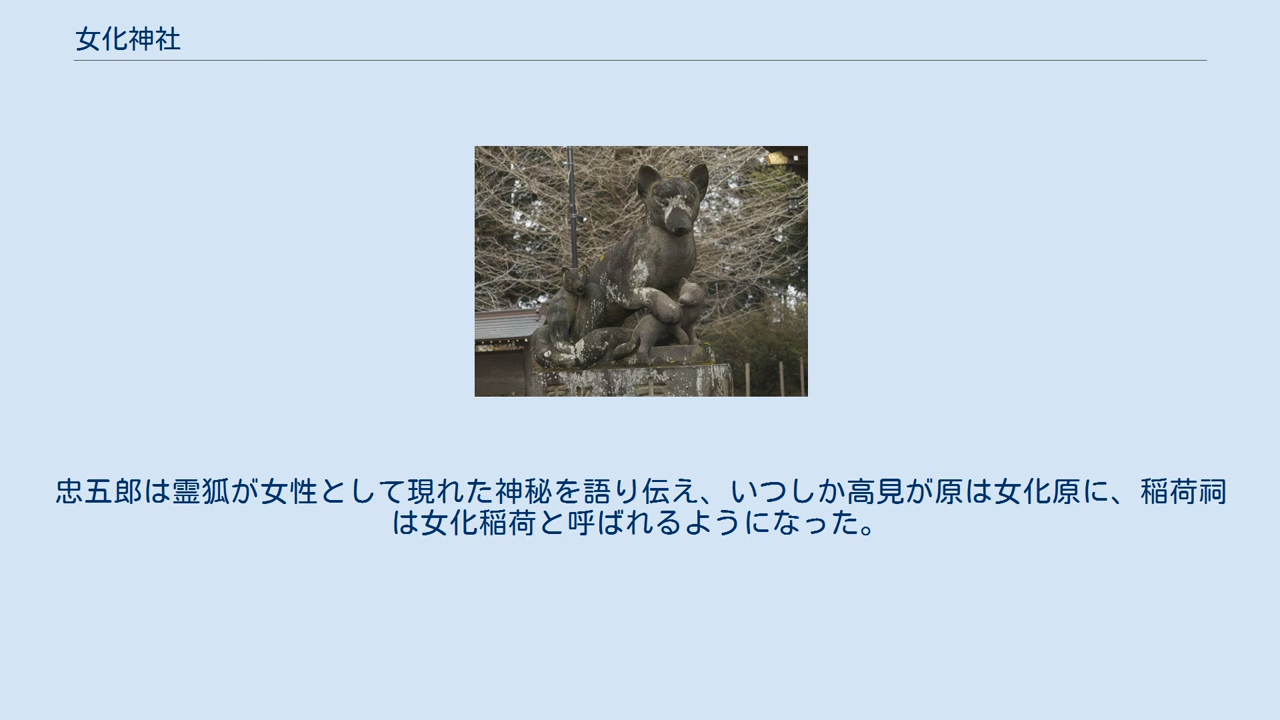 女化神社
忠五郎は霊狐が女性として現れた神秘を語り伝え、いつしか高見が原は女化原に、稲荷祠
は女化稲荷と呼ばれるようになった。